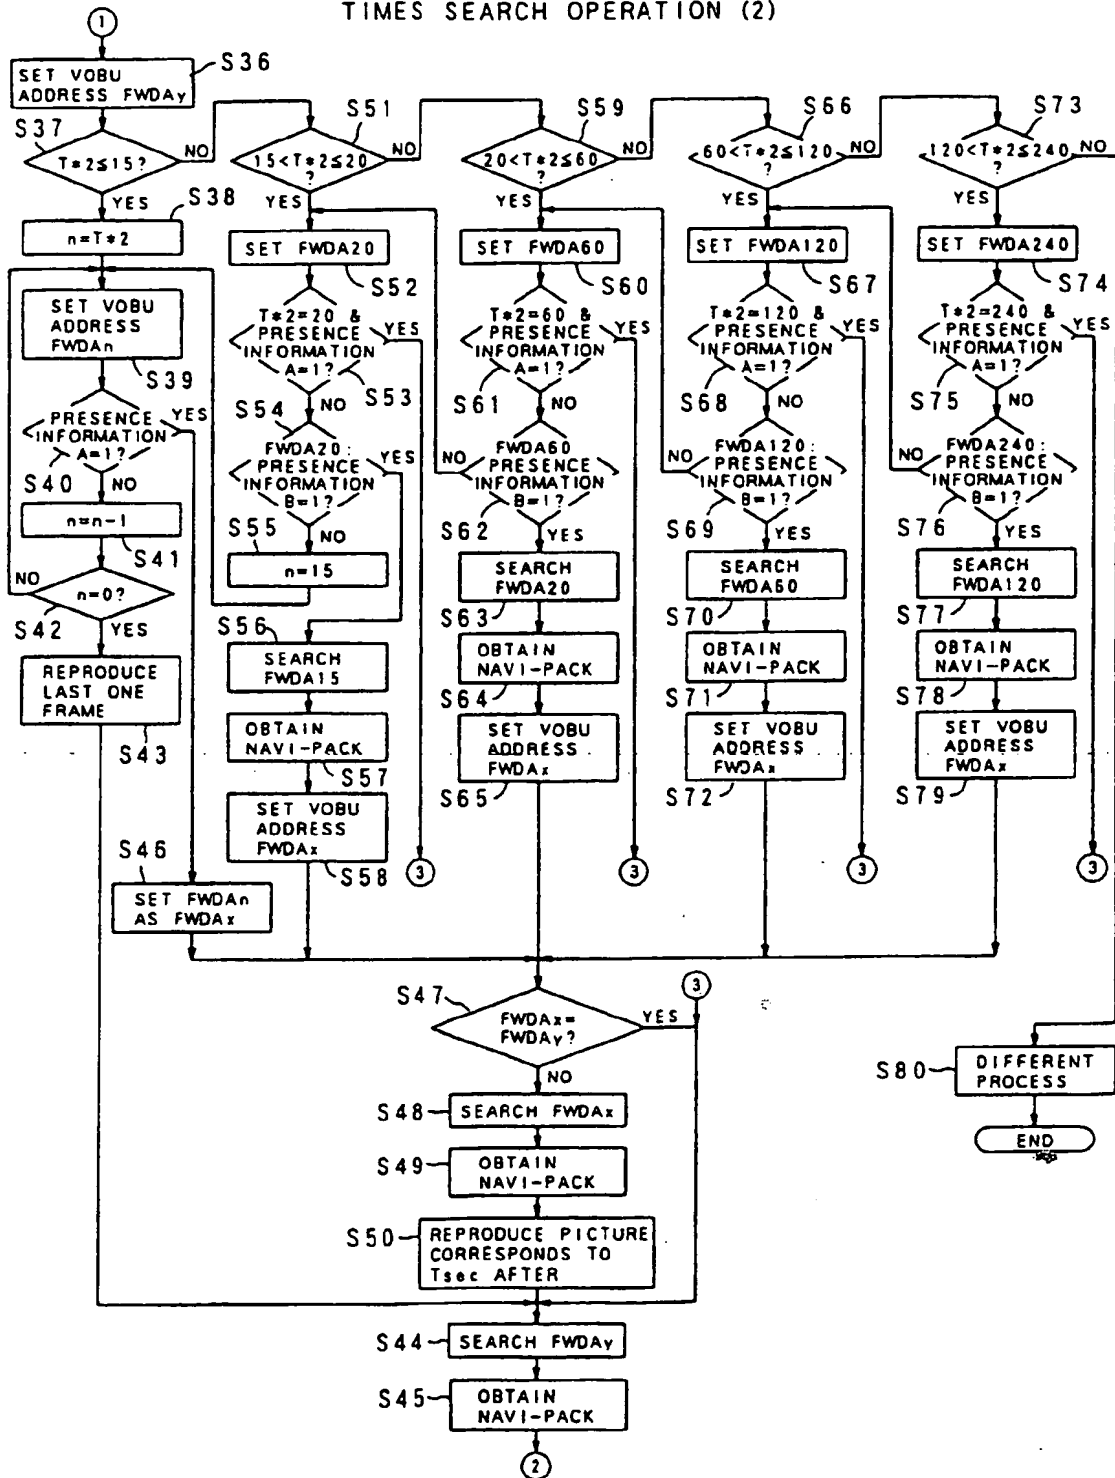 TIMES SEARCH OPERATION (2)
1
SET VOBU
ADDRESS FWDAy
S36
S37
T*2≤15?
NO
YES
S38
n=T*2
SET VOBU
ADDRESS
FWDAn
S39
PRESENCE
INFORMATION
A=1?
YES
S40
NO
n=n-1
S41
NO
n=0?
S42
YES
REPRODUCE
LAST ONE
FRAME
S43
S46
SET FWDAn
AS FWDAx
S51
15<T*2≤20
?
NO
YES
SET FWDA20
S52
T*2=20 &
PRESENCE
INFORMATION
A=1?
YES
S53
S54
NO
FWDA20:
PRESENCE
INFORMATION
B=1?
YES
S55
NO
n=15
S56
SEARCH
FWDA15
OBTAIN
NAVI-PACK
S57
SET VOBU
ADDRESS
FWDAx
S58
3
S59
20<T*2≤60
?
NO
YES
SET FWDA60
S60
T*2=60 &
PRESENCE
INFORMATION
A=1?
YES
S61
NO
NO
FWDA60
PRESENCE
INFORMATION
B=1?
S62
YES
SEARCH
FWDA20
S63
OBTAIN
NAVI-PACK
S64
SET VOBU
ADDRESS
FWDAx
S65
3
S66
60<T*2≤120
?
NO
YES
SET FWDA120
S67
T*2=120 &
PRESENCE
INFORMATION
A=1?
YES
S68
NO
NO
FWDA120:
PRESENCE
INFORMATION
B=1?
S69
YES
SEARCH
FWDA60
S70
OBTAIN
NAVI-PACK
S71
SET VOBU
ADDRESS
FWDAx
S72
3
S73
120<T*2≤240
?
NO
YES
SET FWDA240
S74
T*2=240 &
PRESENCE
INFORMATION
A=1?
YES
S75
NO
NO
FWDA240:
PRESENCE
INFORMATION
B=1?
S76
YES
SEARCH
FWDA120
S77
OBTAIN
NAVI-PACK
S78
SET VOBU
ADDRESS
FWDAx
S79
3
S47
FWDAx=
FWDAy?
YES
3
NO
S48
SEARCH FWDAx
S49
OBTAIN
NAVI-PACK
S50
REPRODUCE PICTURE
CORRESPONDS TO
Tsec AFTER
S44
SEARCH FWDAy
S45
OBTAIN
NAVI-PACK
2
S80
DIFFERENT
PROCESS
END